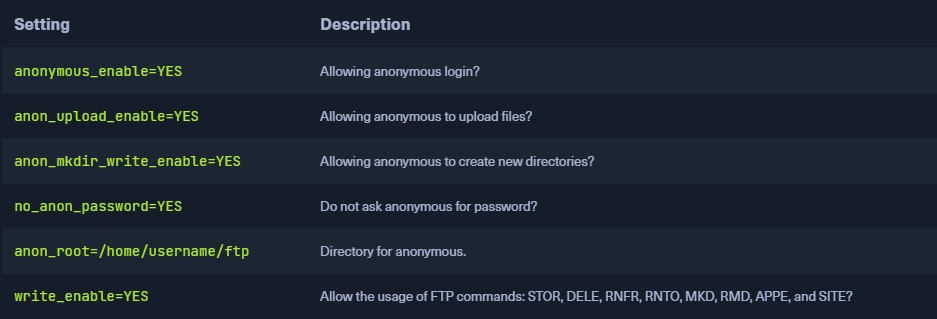 Setting Description
anonymous_enable=YES Allowing anonymous login?
anon_upload_enable=YES Allowing anonymous to upload files?
anon_mkdir_write_enable=YES Allowing anonymous to create new directories?
no_anon_password=YES Do not ask anonymous for password?
anon_root=/home/username/ftp Directory for anonymous.
write_enable=YES Allow the usage of FTP commands: STOR, DELE, RNFR, RNTO, MKD, RMD, APPE, and SITE?